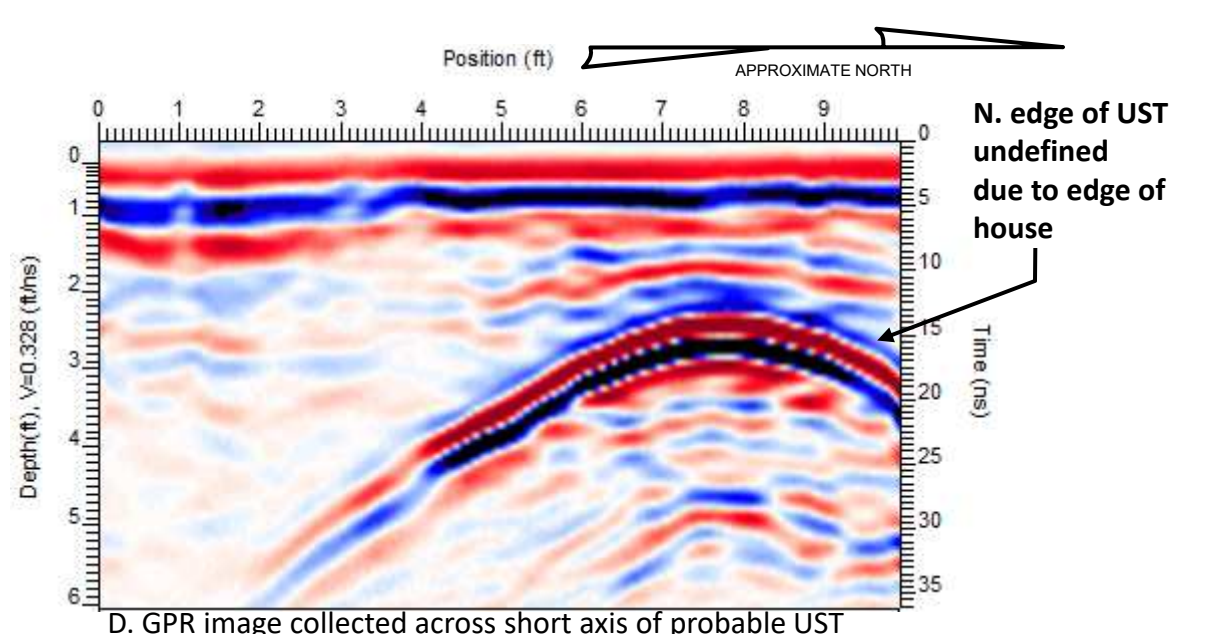 Position (ft)
APPROXIMATE NORTH
0 1 2 3 4 5 6 7 8 9
N. edge of UST
undefined
due to edge of
house
Depth(ft), V=0.328 (ft/ns)
0
1
2
3
4
5
6
0
5
10
15
20
25
30
35
Time (ns)
D. GPR image collected across short axis of probable UST